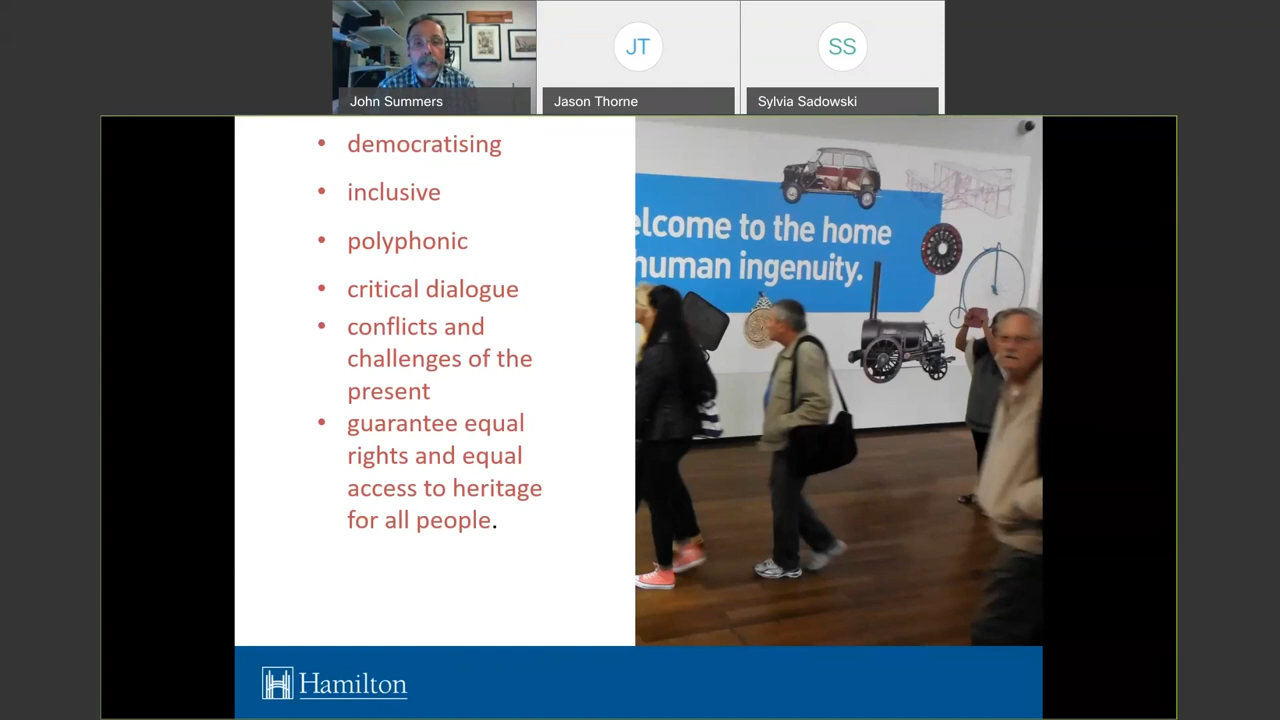 JT
SS
John Summers
Jason Thorne
Sylvia Sadowski
• democratising
• inclusive
• polyphonic
• critical dialogue
• conflicts and
challenges of the
present
• guarantee equal
rights and equal
access to heritage
for all people.
elcome to the home
human ingenuity.
Hamilton